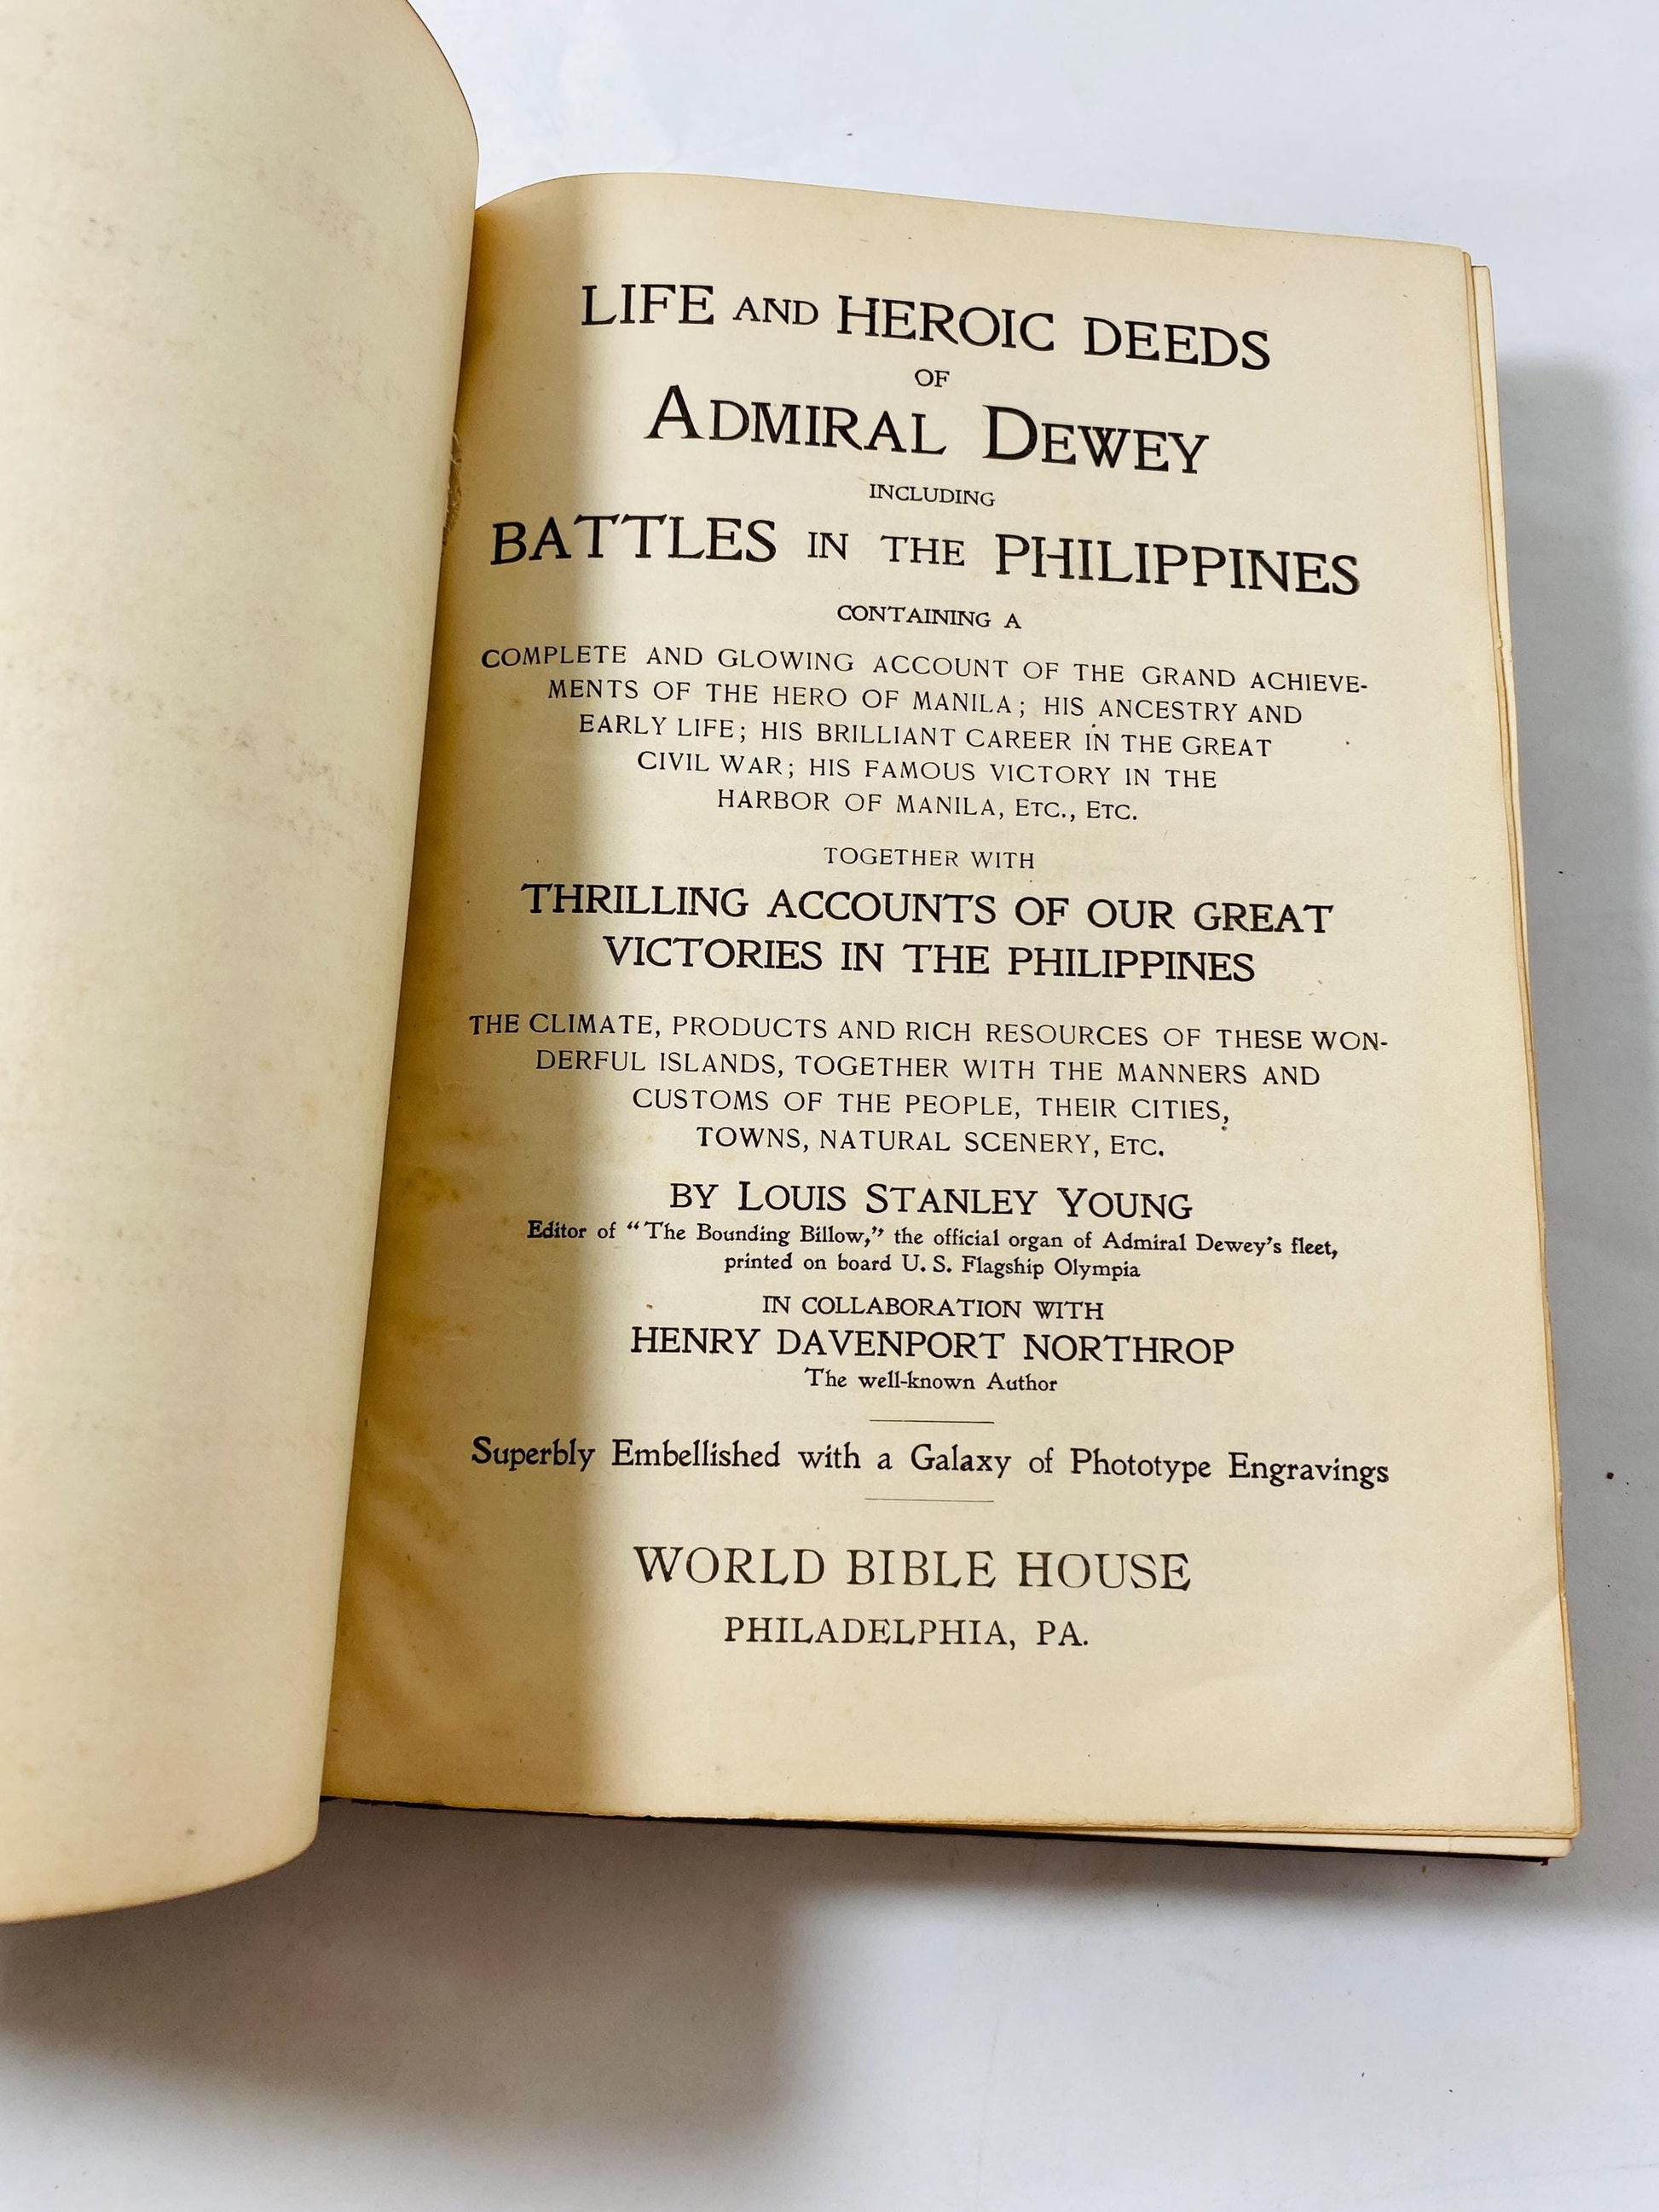 LIFE AND HEROIC DEEDS
OF
ADMIRAL DEWEY
INCLUDING
BATTLES IN THE PHILIPPINES
CONTAINING A
COMPLETE AND GLOWING ACCOUNT OF THE GRAND ACHIEVE-
MENTS OF THE HERO OF MANILA; HIS ANCESTRY AND
EARLY LIFE; HIS BRILLIANT CAREER IN THE GREAT
CIVIL WAR; HIS FAMOUS VICTORY IN THE
HARBOR OF MANILA, ETC., ETC.
TOGETHER WITH
THRILLING ACCOUNTS OF OUR GREAT
VICTORIES IN THE PHILIPPINES
THE CLIMATE, PRODUCTS AND RICH RESOURCES OF THESE WON-
DERFUL ISLANDS, TOGETHER WITH THE MANNERS AND
CUSTOMS OF THE PEOPLE, THEIR CITIES,
TOWNS, NATURAL SCENERY, ETC.
BY LOUIS STANLEY YOUNG
Editor of "The Bounding Billow," the official organ of Admiral Dewey's fleet,
printed on board U. S. Flagship Olympia
IN COLLABORATION WITH
HENRY DAVENPORT NORTHROP
The well-known Author
Superbly Embellished with a Galaxy of Phototype Engravings
WORLD BIBLE HOUSE
PHILADELPHIA, PA.